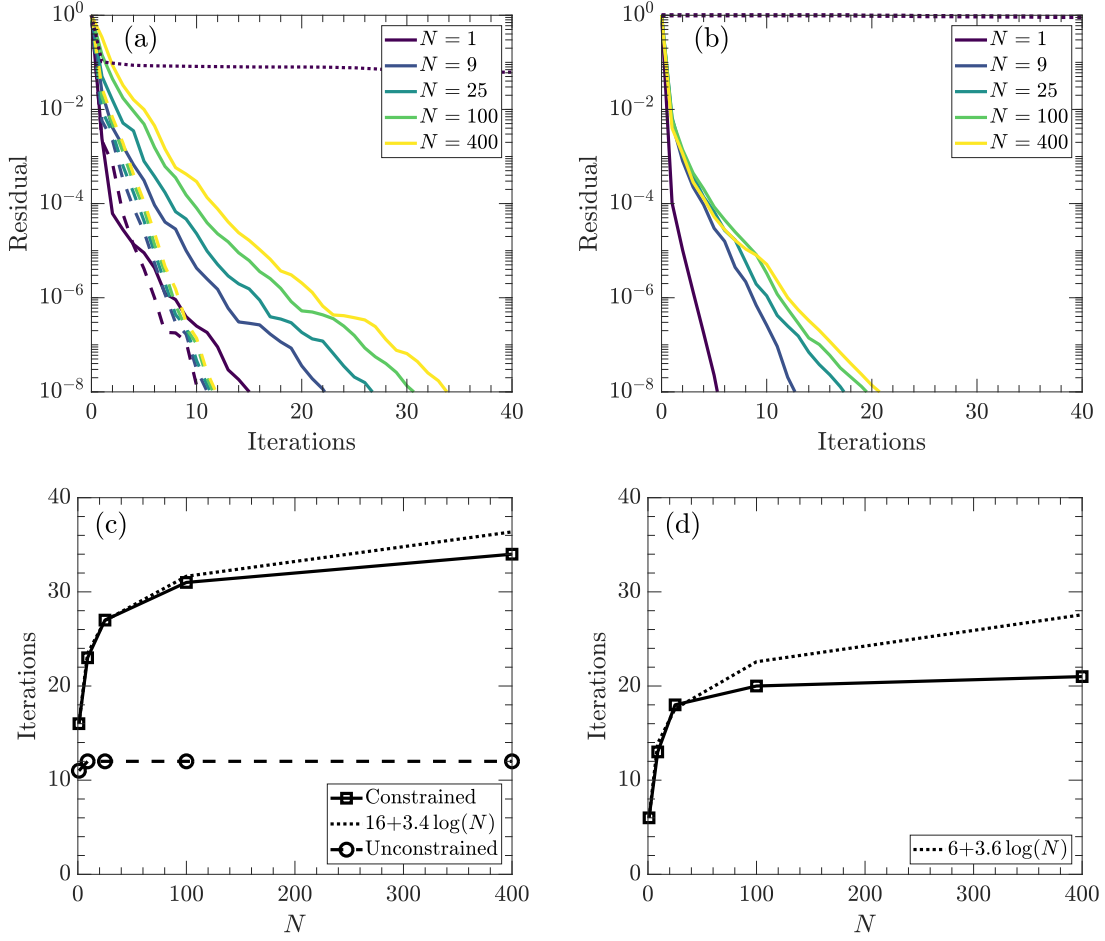 (a)
N = 1
N = 9
N = 25
N = 100
N = 400
10^0
10^-2
10^-4
10^-6
10^-8
Residual
0 10 20 30 40
Iterations
(b)
N = 1
N = 9
N = 25
N = 100
N = 400
10^0
10^-2
10^-4
10^-6
10^-8
Residual
0 10 20 30 40
Iterations
(c)
40
30
20
10
0
Iterations
Constrained
16+3.4 log(N)
Unconstrained
0 100 200 300 400
N
(d)
40
30
20
10
0
Iterations
6+3.6 log(N)
0 100 200 300 400
N